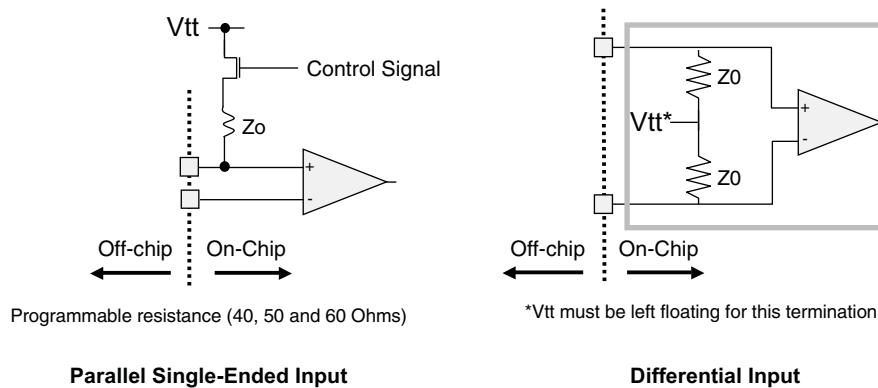 Vtt
Control Signal
Zo
+
-
Off-chip
On-Chip
Programmable resistance (40, 50 and 60 Ohms)
Parallel Single-Ended Input
Z0
Vtt*
+
-
Z0
Off-chip
On-Chip
*Vtt must be left floating for this termination
Differential Input